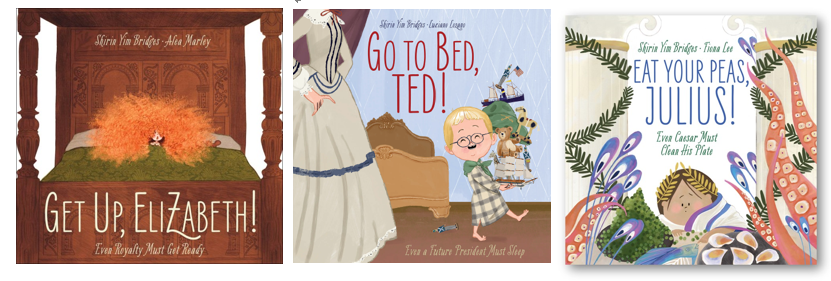 Shirin Yim Bridges · Alea Marley
GET UP, ELIZABETH!
Even Royalty Must Get Ready
Shirin Yim Bridges · Luciano Lozano
GO TO BED,
TED!
Even a Future President Must Sleep
Shirin Yim Bridges · Fiona Lee
EAT YOUR PEAS,
JULIUS!
Even Caesar Must
Clean His Plate